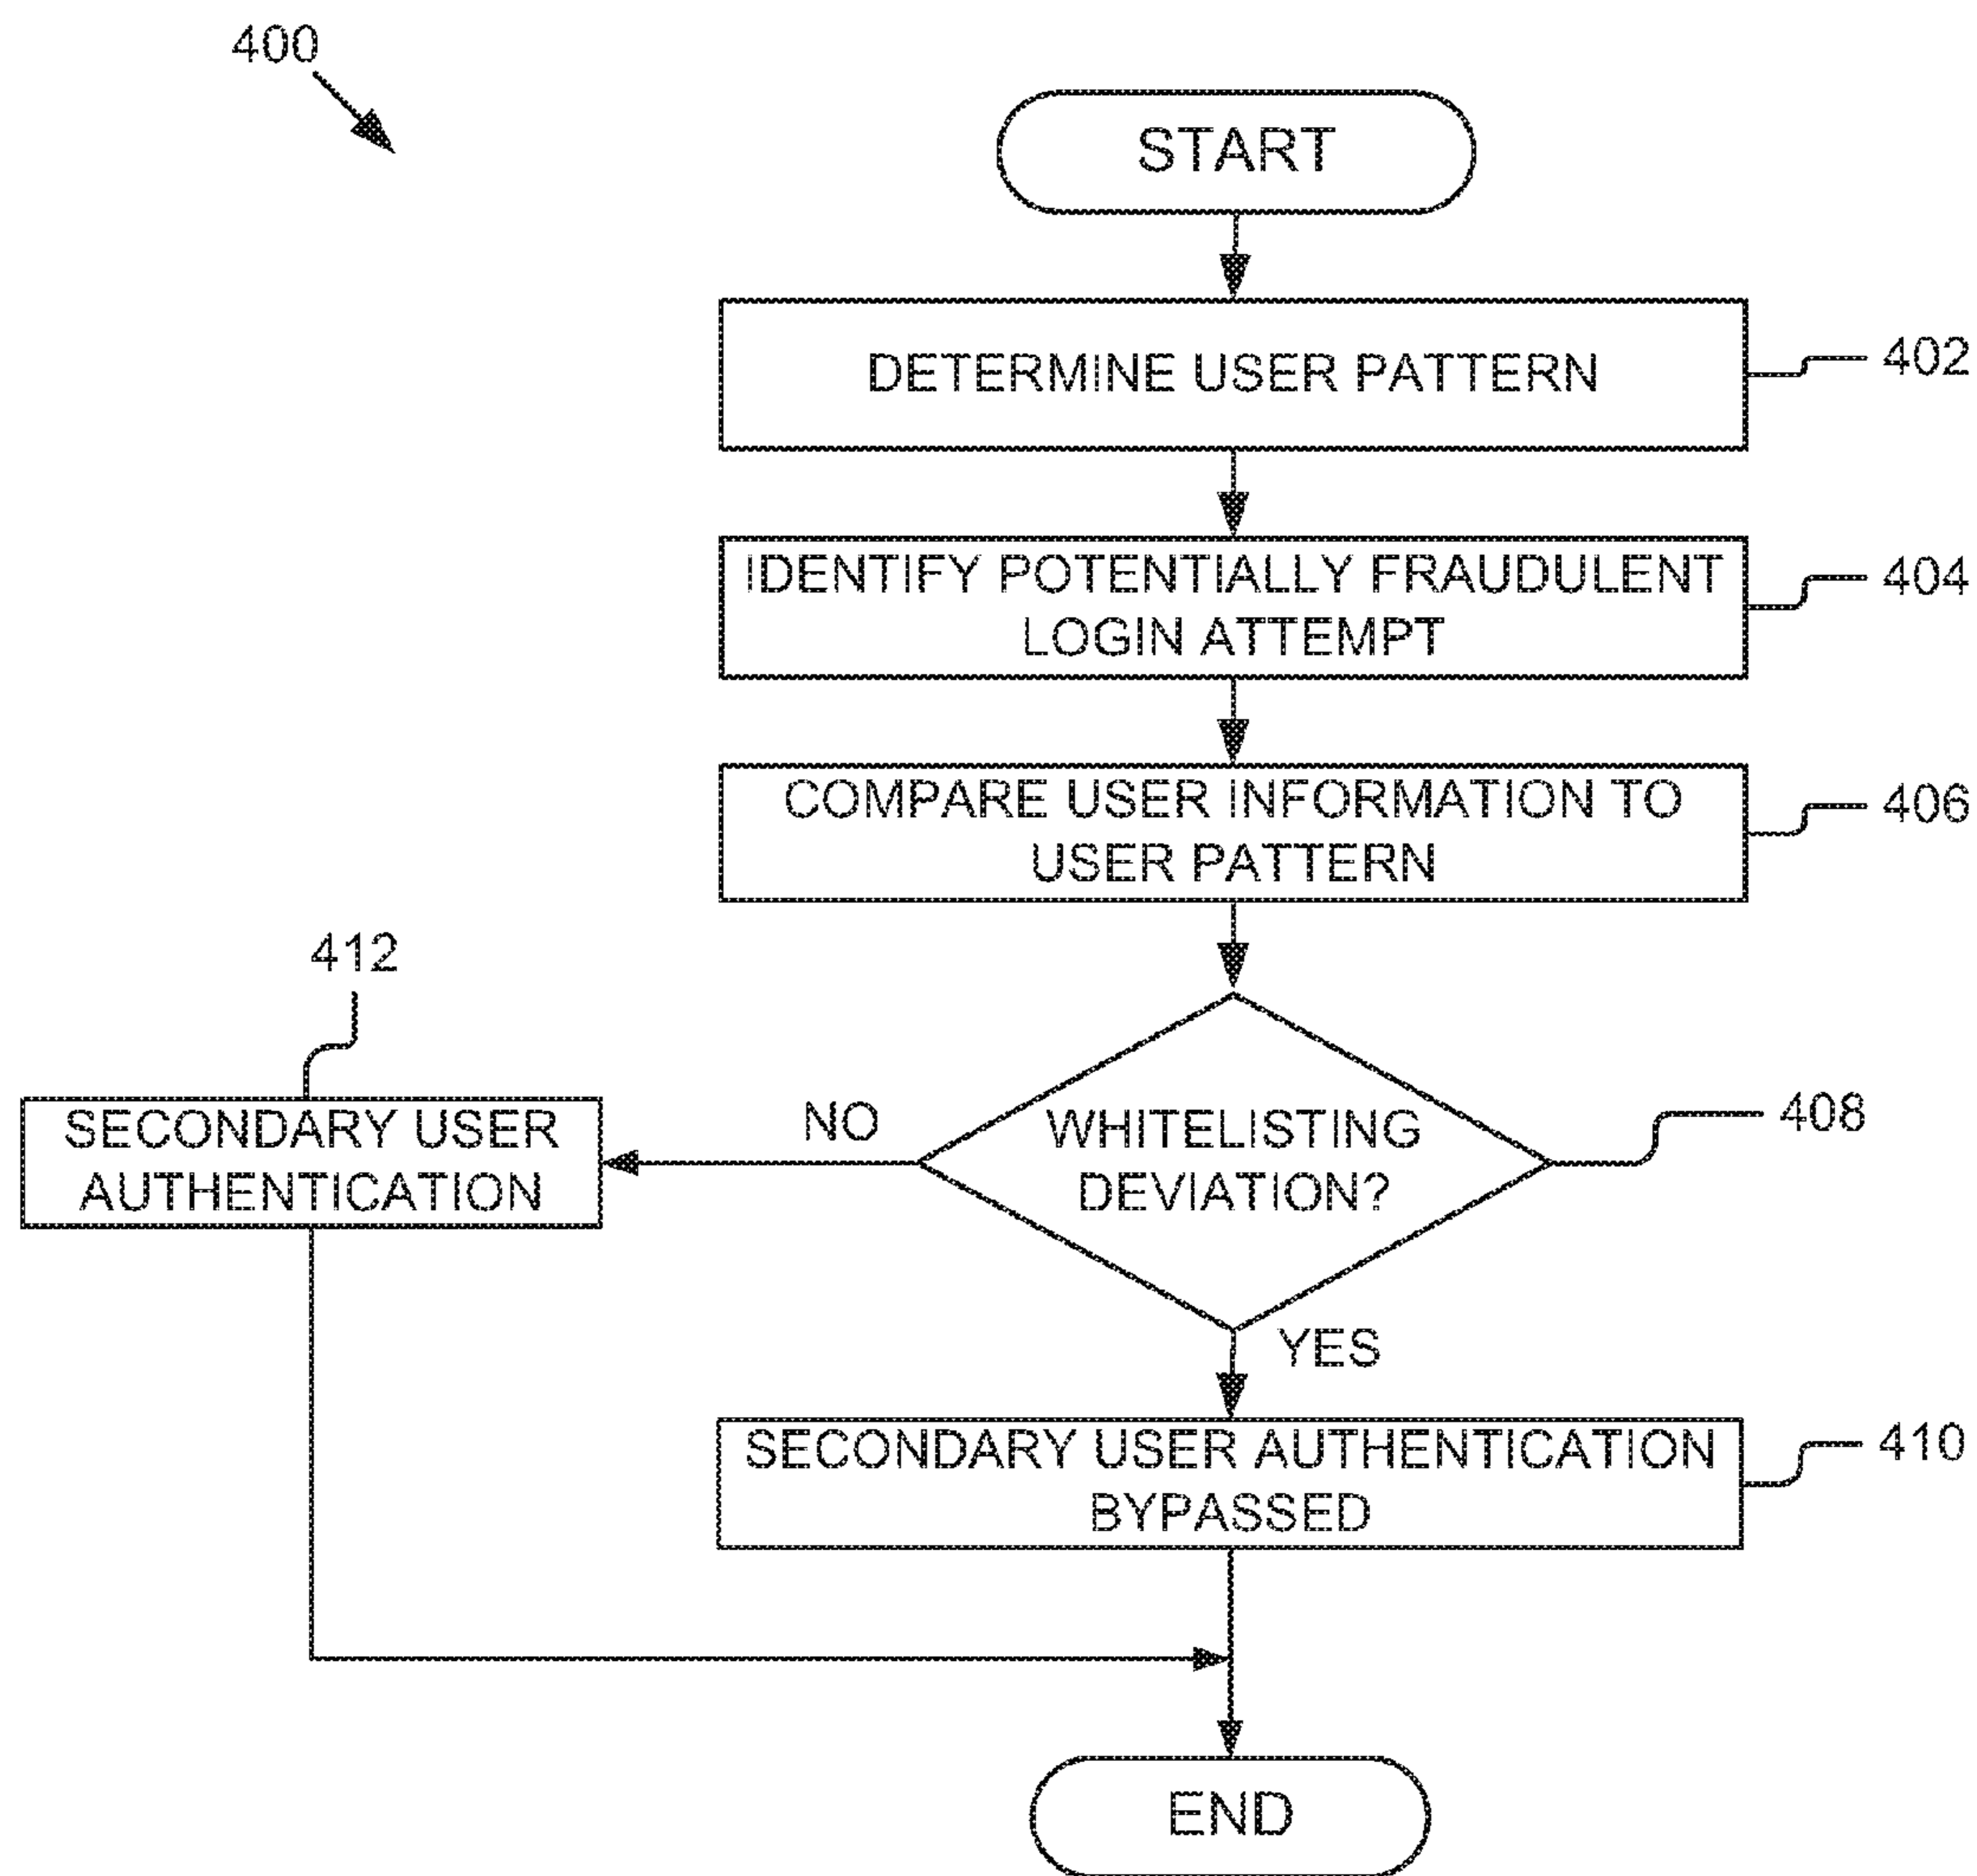 400
START
DETERMINE USER PATTERN
402
IDENTIFY POTENTIALLY FRAUDULENT
LOGIN ATTEMPT
404
COMPARE USER INFORMATION TO
USER PATTERN
406
412
SECONDARY USER
AUTHENTICATION
NO
WHITELISTING
DEVIATION?
408
YES
SECONDARY USER AUTHENTICATION
BYPASSED
410
END